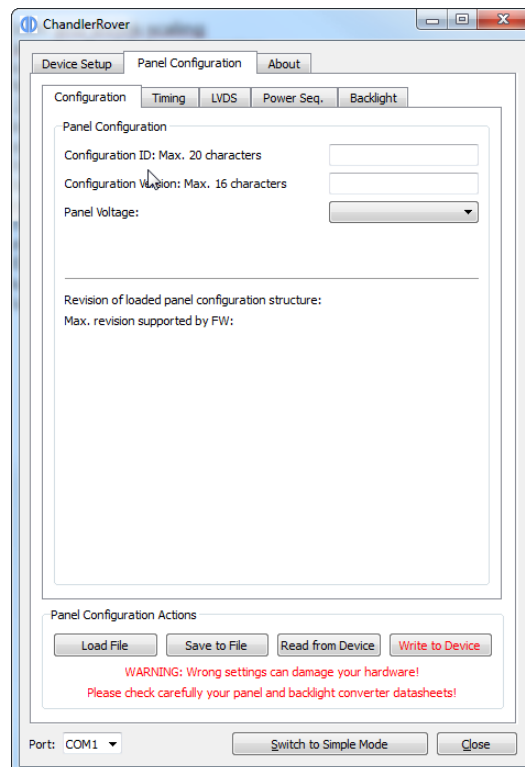 ChandlerRover
Device Setup Panel Configuration About
Configuration Timing LVDS Power Seq. Backlight
Panel Configuration
Configuration ID: Max. 20 characters
Configuration Version: Max. 16 characters
Panel Voltage:
Revision of loaded panel configuration structure:
Max. revision supported by FW:
Panel Configuration Actions
Load File Save to File Read from Device Write to Device
WARNING: Wrong settings can damage your hardware!
Please check carefully your panel and backlight converter datasheets!
Port: COM1 Switch to Simple Mode Close